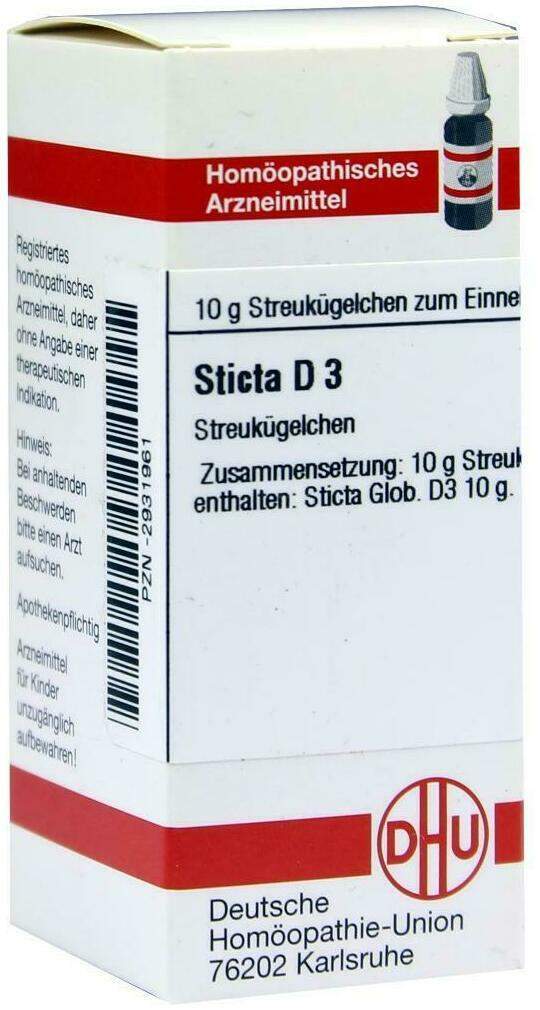 Homöopathisches
Arzneimittel
Registriertes
homöopathisches
Arzneimittel, daher
ohne Angabe einer
therapeutischen
Indikation.
Hinweis:
Bei anhaltenden
Beschwerden
bitte einen Arzt
aufsuchen.
Apothekenpflichtig
Arzneimittel
für Kinder
unzugänglich
aufbewahren!
PZN -2931961
10 g Streukügelchen zum Einne
Sticta D 3
Streukügelchen
Zusammensetzung: 10 g Streuk
enthalten: Sticta Glob. D3 10 g.
DHU
Deutsche
Homöopathie-Union
76202 Karlsruhe